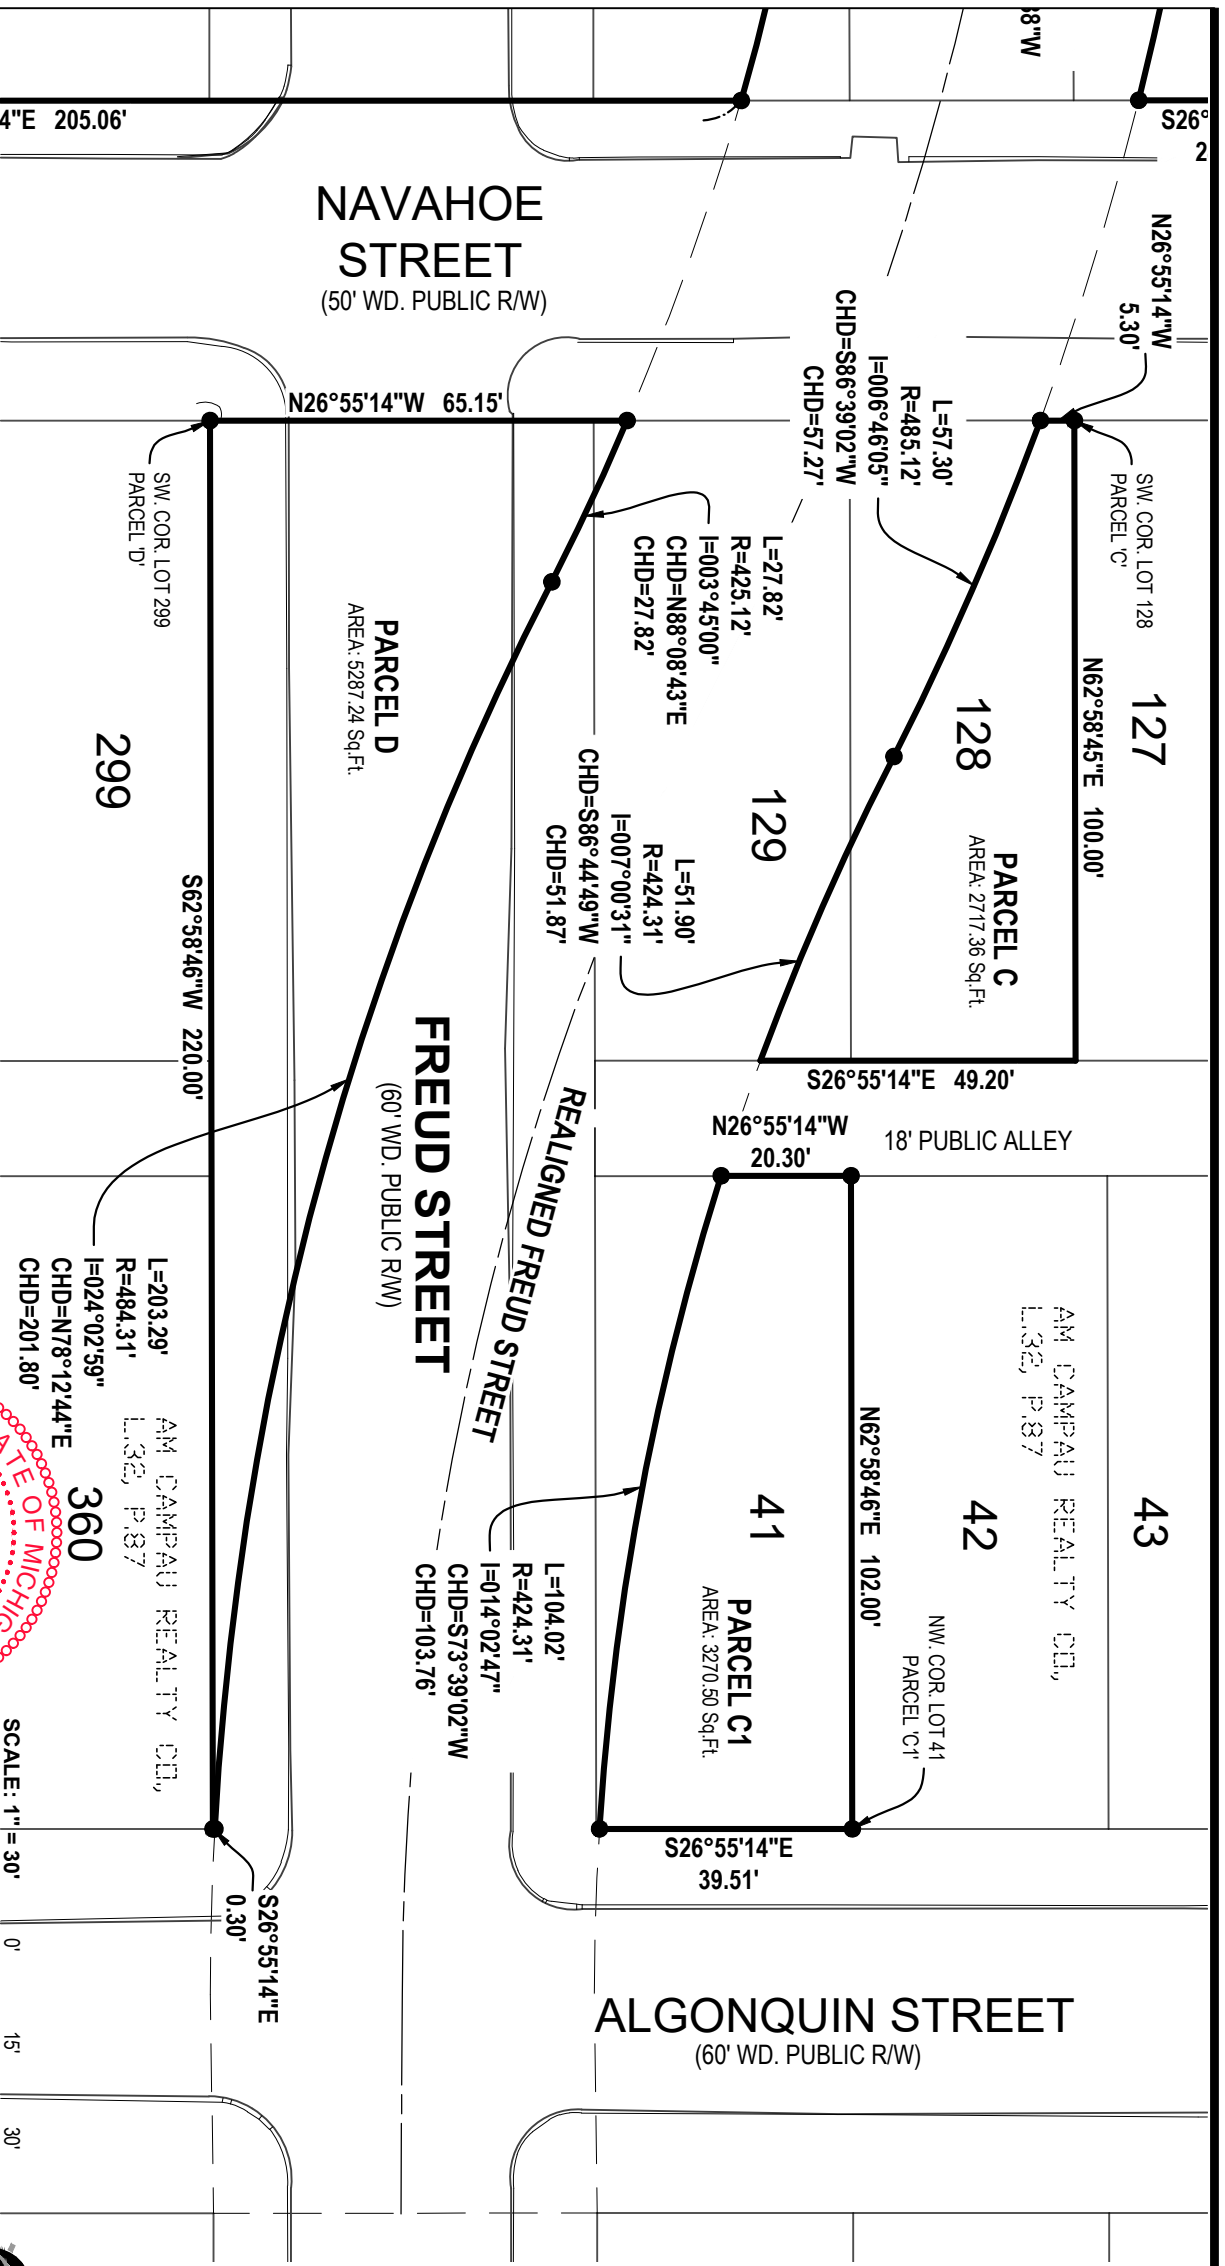 38"W
4"E 205.06'
S26°
2
NAVAHOE
STREET
(50' WD. PUBLIC R/W)
N26°55'14"W
5.30'
L=57.30'
R=485.12'
I=006°46'05"
CHD=S86°39'02"W
CHD=57.27'
N26°55'14"W 65.15'
SW. COR. LOT 128
PARCEL 'C'
SW. COR. LOT 299
PARCEL 'D'
L=27.82'
R=425.12'
I=003°45'00"
CHD=N88°08'43"E
CHD=27.82'
N62°58'45"E 100.00'
127
128
129
299
PARCEL D
AREA: 5287.24 Sq.Ft.
PARCEL C
AREA: 2717.36 Sq.Ft.
L=51.90'
R=424.31'
I=007°00'31"
CHD=S86°44'49"W
CHD=51.87'
S62°58'46"W 220.00'
S26°55'14"E 49.20'
FREUD STREET
(60' WD. PUBLIC R/W)
REALIGNED FREUD STREET
N26°55'14"W
20.30'
18' PUBLIC ALLEY
L=203.29'
R=484.31'
I=024°02'59"
CHD=N78°12'44"E
CHD=201.80'
AM CAMPAU REALTY CO.,
L.32, P.87
AM CAMPAU REALTY CO.,
L.32, P.87
N62°58'46"E 102.00'
43
42
41
360
ATE OF MICHIG
L=104.02'
R=424.31'
I=014°02'47"
CHD=S73°39'02"W
CHD=103.76'
PARCEL C1
AREA: 3270.50 Sq.Ft.
NW. COR. LOT 41
PARCEL 'C1'
S26°55'14"E
39.51'
SCALE: 1" = 30'
0' 15' 30'
S26°55'14"E
0.30'
ALGONQUIN STREET
(60' WD. PUBLIC R/W)